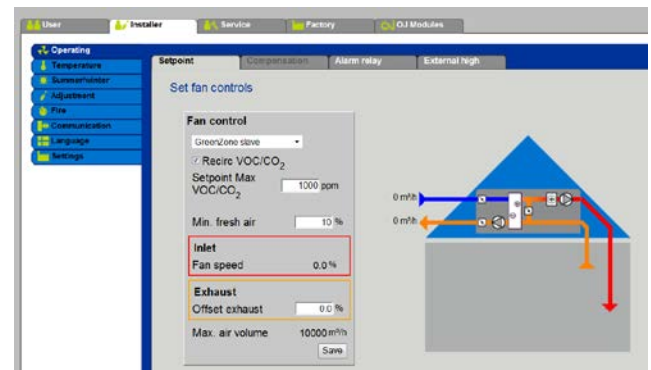 User Installer Service Factory OJ Modules
Operating
Temperature
Summer/winter
Adjustment
Fire
Communication
Language
Settings
Setpoint Compensation Alarm relay External high
Set fan controls
Fan control
GreenZone slave
Recirc VOC/CO2
Setpoint Max
VOC/CO2 1000 ppm
Min. fresh air 10 %
Inlet
Fan speed 0.0 %
Exhaust
Offset exhaust 0.0 %
Max. air volume 10000 m³/h
Save
0 m³/h
0 m³/h